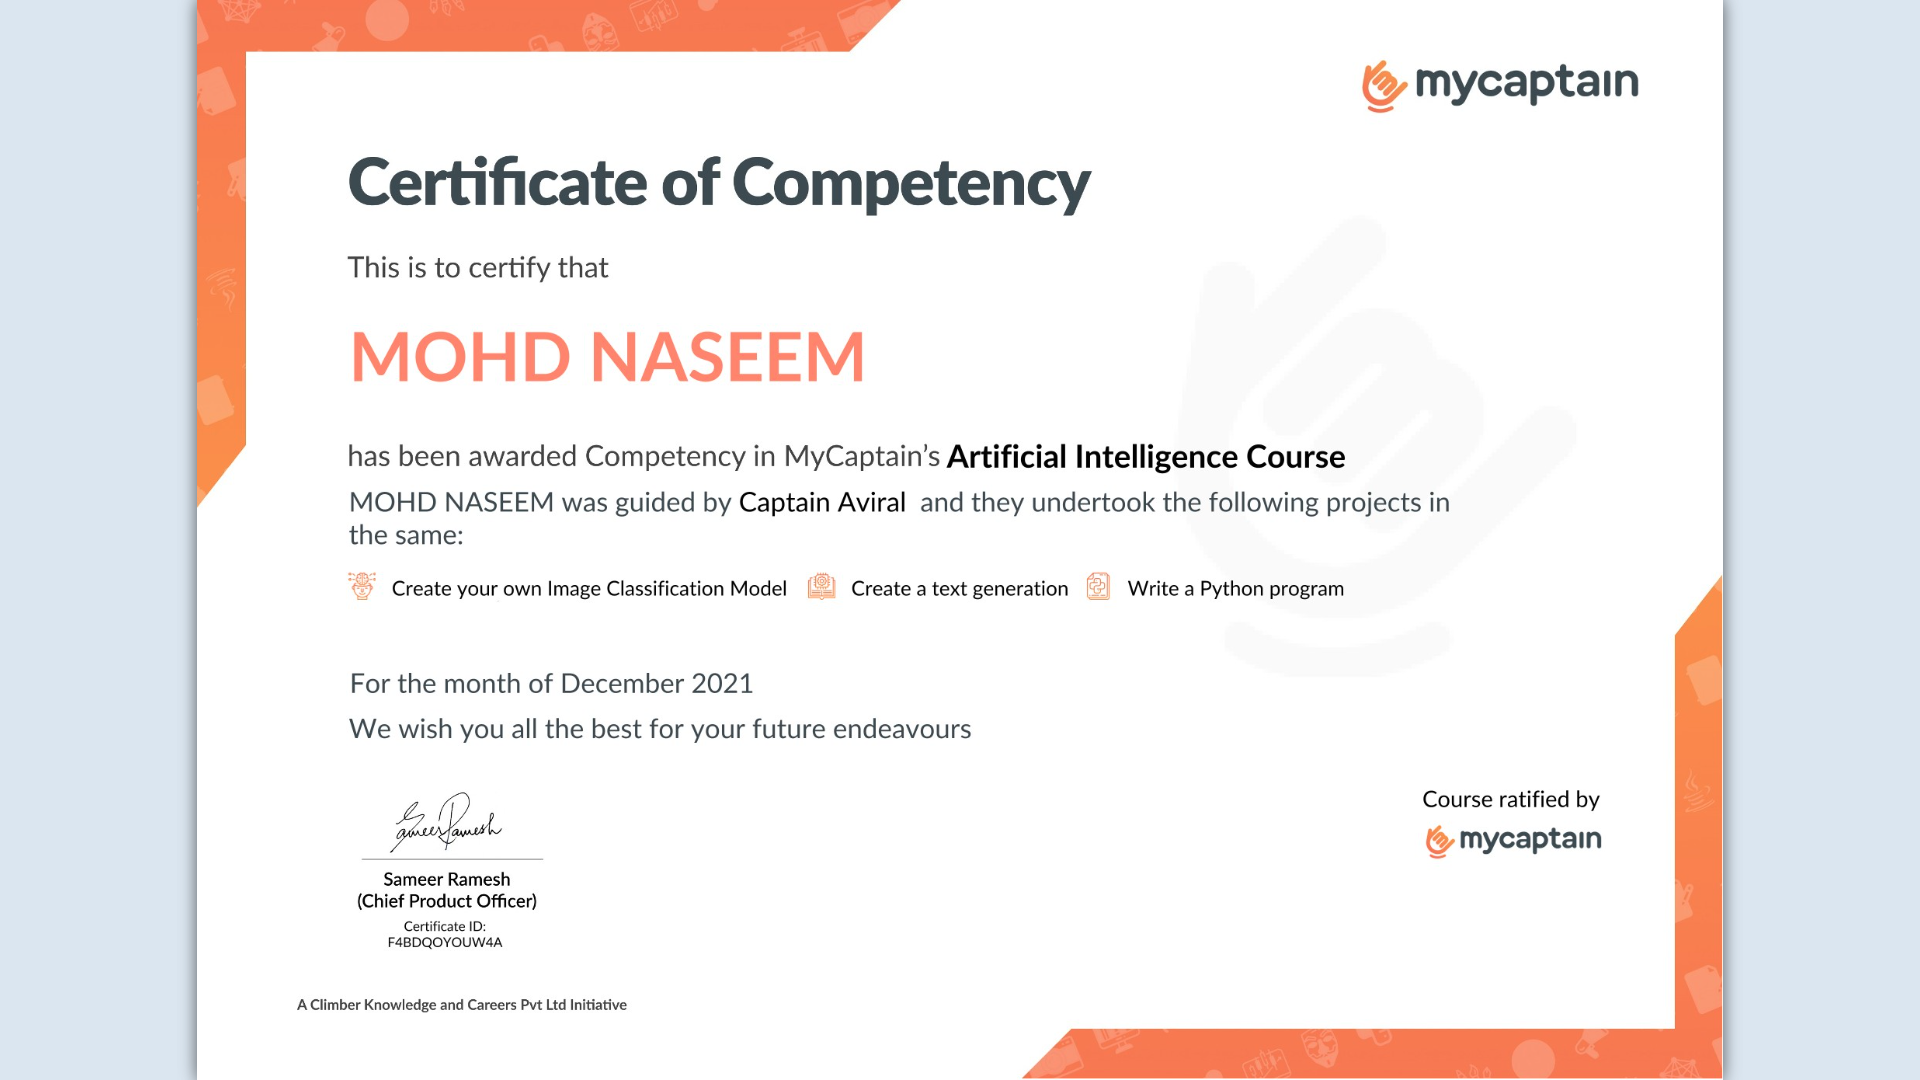 mycaptain
Certificate of Competency
This is to certify that
MOHD NASEEM
has been awarded Competency in MyCaptain’s Artificial Intelligence Course
MOHD NASEEM was guided by Captain Aviral and they undertook the following projects in
the same:
Create your own Image Classification Model Create a text generation Write a Python program
For the month of December 2021
We wish you all the best for your future endeavours
Sameer Ramesh
Sameer Ramesh
(Chief Product Officer)
Certificate ID:
F4BDQOYOUW4A
Course ratified by
mycaptain
A Climber Knowledge and Careers Pvt Ltd Initiative